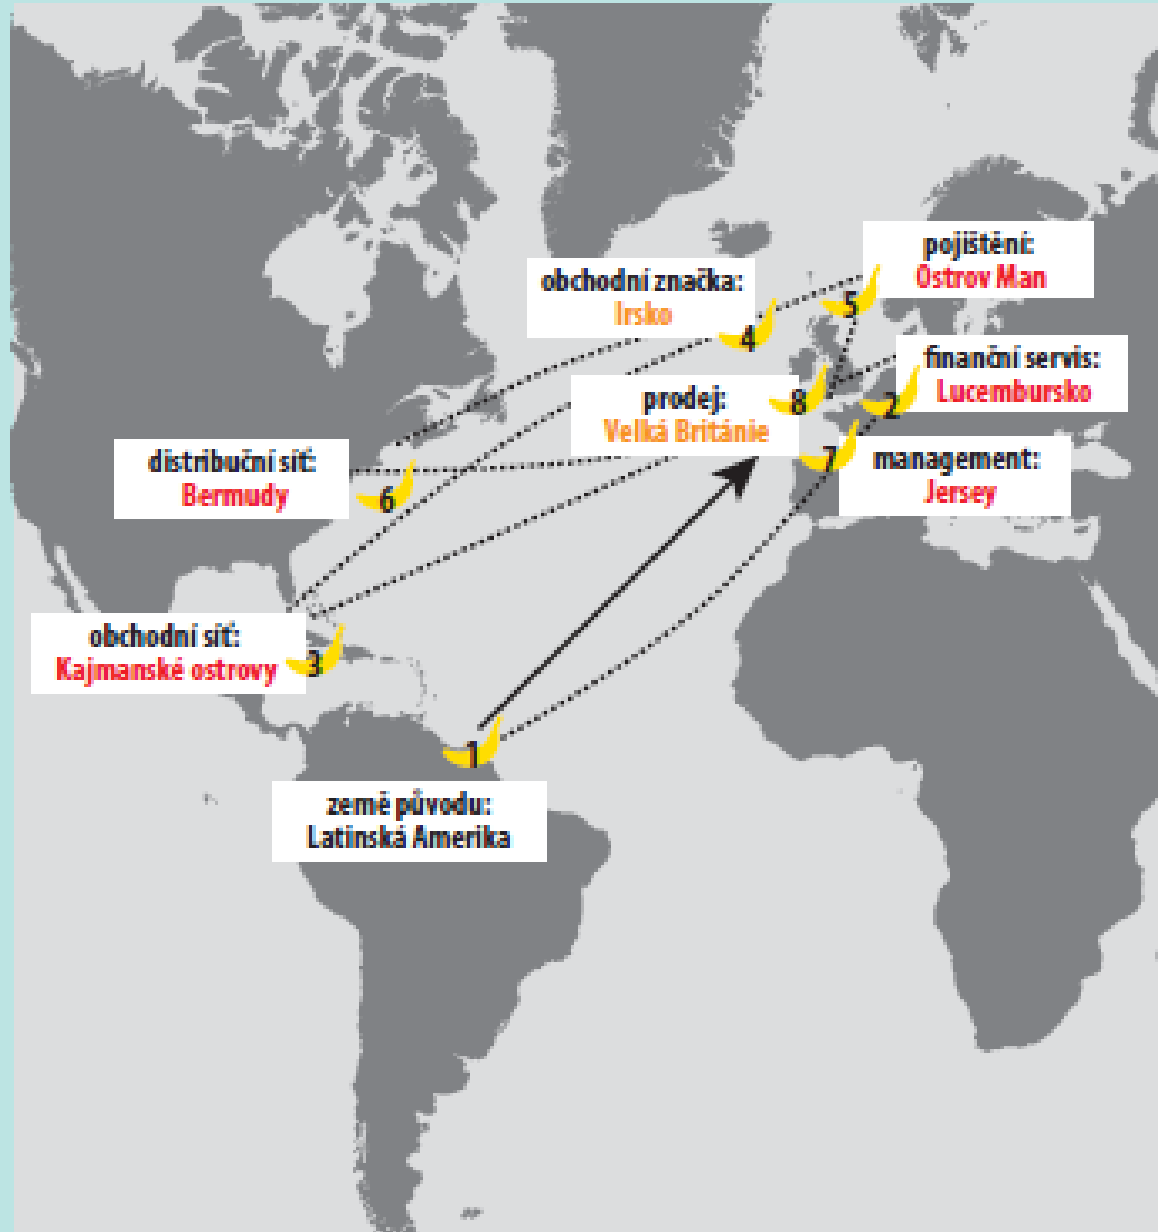 pojištění:
Ostrov Man
5
obchodní značka:
Irsko
4
finanční servis:
Lucembursko
2
prodej:
Velká Británie
8
distribuční síť:
Bermudy
6
management:
Jersey
7
obchodní síť:
Kajmanské ostrovy
3
1
země původu:
Latinská Amerika